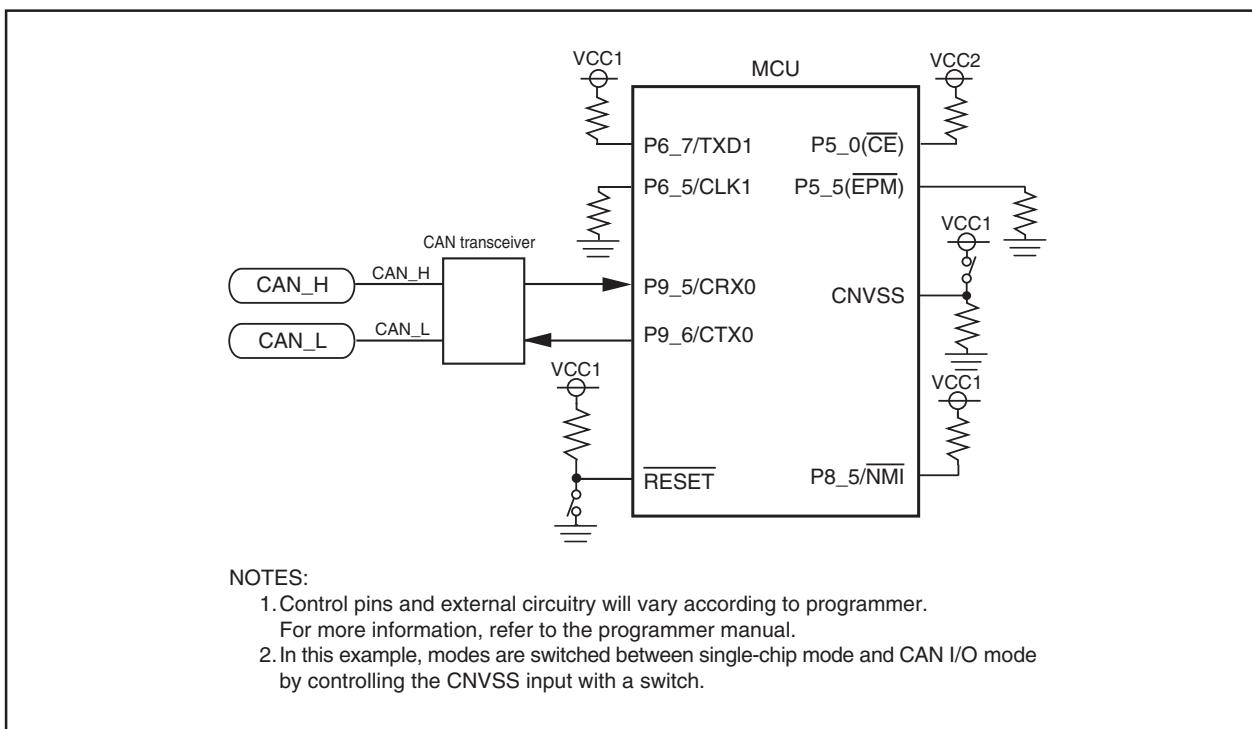 VCC1
MCU
VCC2
P6_7/TXD1
P5_0(CE)
P6_5/CLK1
P5_5(EPM)
VCC1
CAN transceiver
CAN_H
CAN_H
P9_5/CRX0
CNVSS
CAN_L
CAN_L
P9_6/CTX0
VCC1
VCC1
RESET
P8_5/NMI
NOTES:
1. Control pins and external circuitry will vary according to programmer.
For more information, refer to the programmer manual.
2. In this example, modes are switched between single-chip mode and CAN I/O mode
by controlling the CNVSS input with a switch.